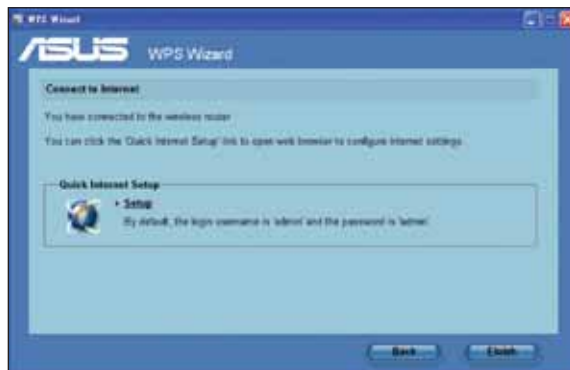 WPS Wizard
ASUS WPS Wizard
Connect to Internet
You have connected to the wireless router
You can click the 'Quick Internet Setup' link to open web browser to configure internet settings.
Quick Internet Setup
Setup
By default, the login username is 'admin' and the password is 'admin'.
Back
Finish